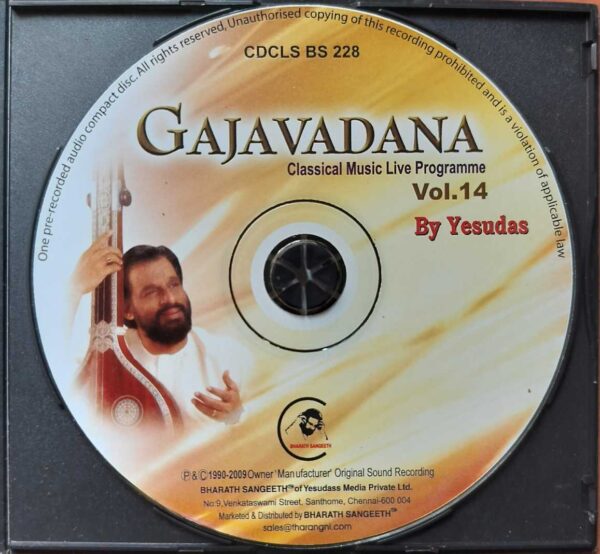 One pre-recorded audio compact disc. All rights reserved, Unauthorised copying of this recording prohibited and is a violation of applicable law
CDCLS BS 228
GAJAVADANA
Classical Music Live Programme
Vol.14
By Yesudas
BHARATH SANGEETH
Ⓟ & © 1990-2009 Owner 'Manufacturer' Original Sound Recording
BHARATH SANGEETH of Yesudass Media Private Ltd.
No:9,Venkataswami Street, Santhome, Chennai-600 004
Marketed & Distributed by BHARATH SANGEETH
sales@tharangni.com